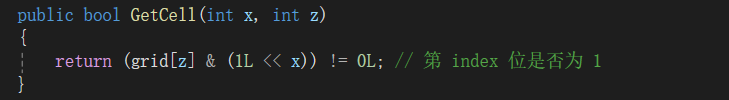 public bool GetCell(int x, int z)
{
return (grid[z] & (1L << x)) != 0L; // 第 index 位是否为 1
}